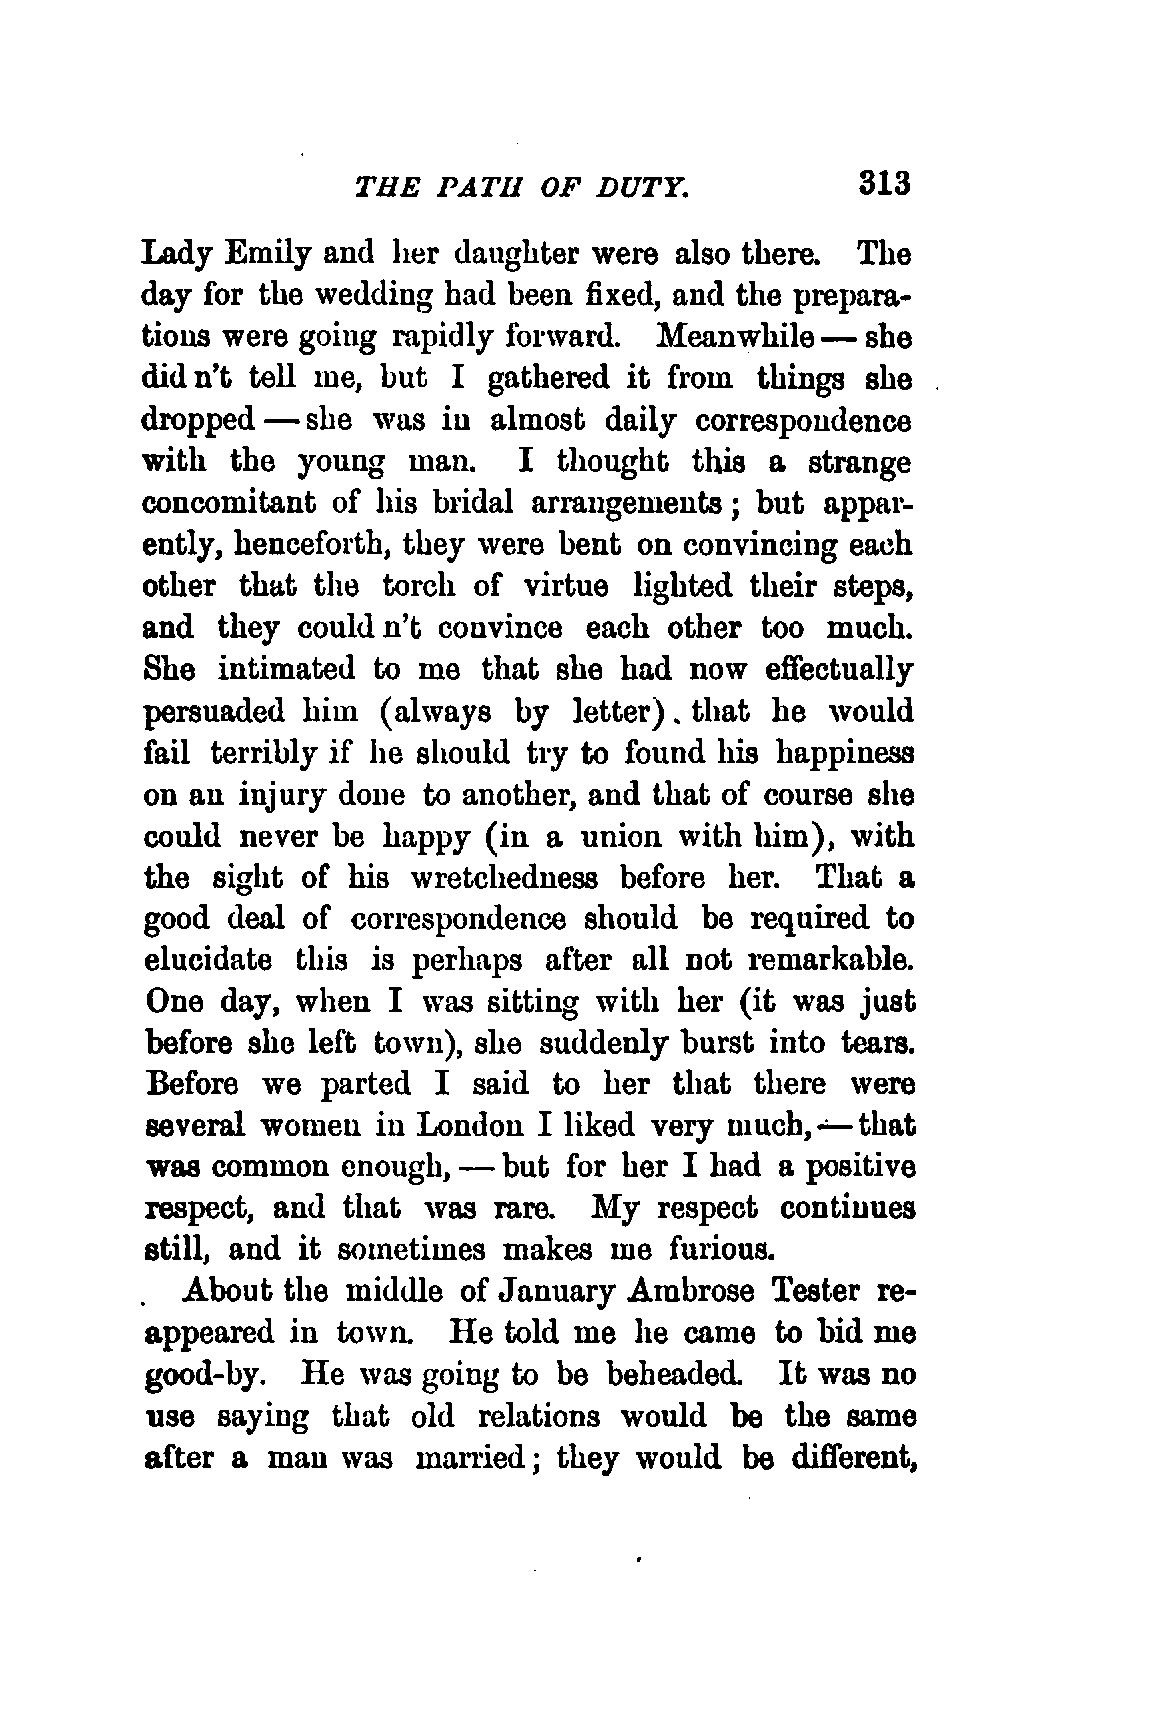 THE PATH OF DUTY. 313
Lady Emily and her daughter were also there. The
day for the wedding had been fixed, and the prepara-
tions were going rapidly forward. Meanwhile — she
did n't tell me, but I gathered it from things she
dropped — she was in almost daily correspondence
with the young man. I thought this a strange
concomitant of his bridal arrangements ; but appar-
ently, henceforth, they were bent on convincing each
other that the torch of virtue lighted their steps,
and they could n't convince each other too much.
She intimated to me that she had now effectually
persuaded him (always by letter) that he would
fail terribly if he should try to found his happiness
on an injury done to another, and that of course she
could never be happy (in a union with him), with
the sight of his wretchedness before her. That a
good deal of correspondence should be required to
elucidate this is perhaps after all not remarkable.
One day, when I was sitting with her (it was just
before she left town), she suddenly burst into tears.
Before we parted I said to her that there were
several women in London I liked very much, — that
was common enough, — but for her I had a positive
respect, and that was rare. My respect continues
still, and it sometimes makes me furious.
About the middle of January Ambrose Tester re-
appeared in town. He told me he came to bid me
good-by. He was going to be beheaded. It was no
use saying that old relations would be the same
after a man was married ; they would be different,